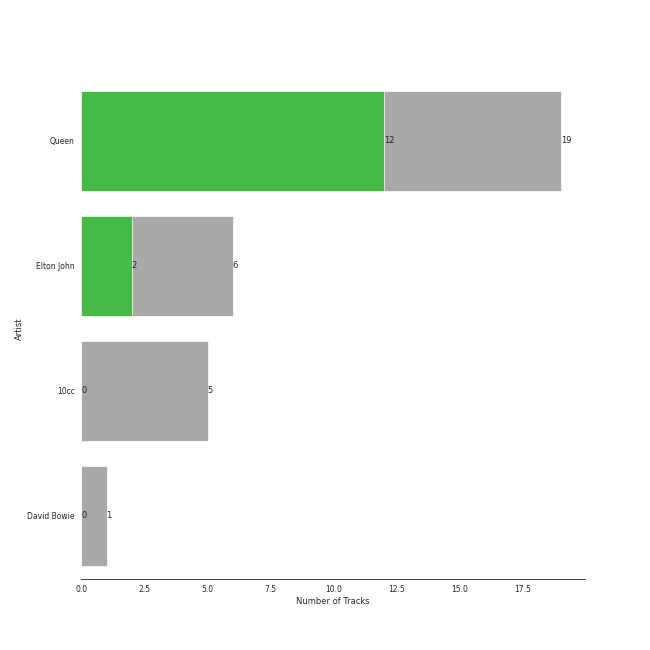 Queen 12 19
Elton John 2 6
Artist
10cc 0 5
David Bowie 0 1
0.0 2.5 5.0 7.5 10.0 12.5 15.0 17.5
Number of Tracks